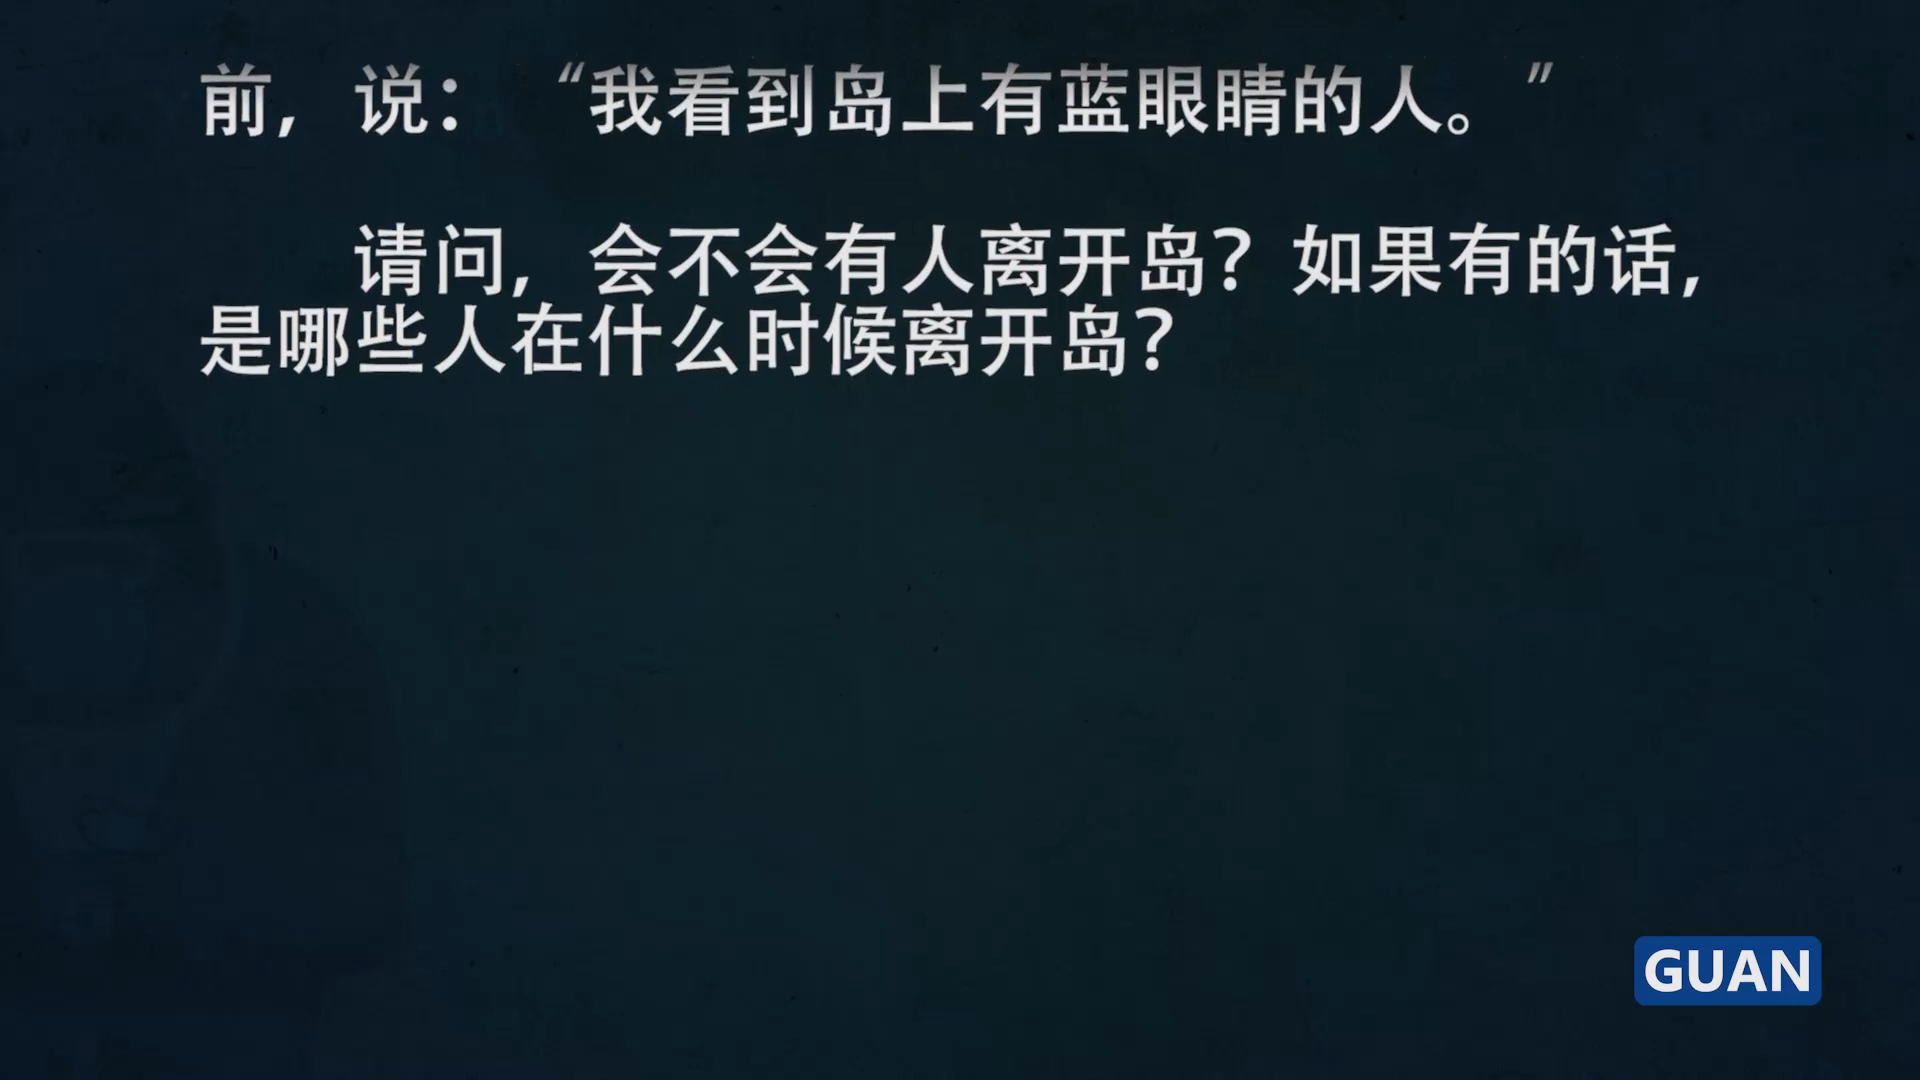 前，说：“我看到岛上有蓝眼睛的人。”
请问，会不会有人离开岛？如果有的话，
是哪些人在什么时候离开岛？
GUAN